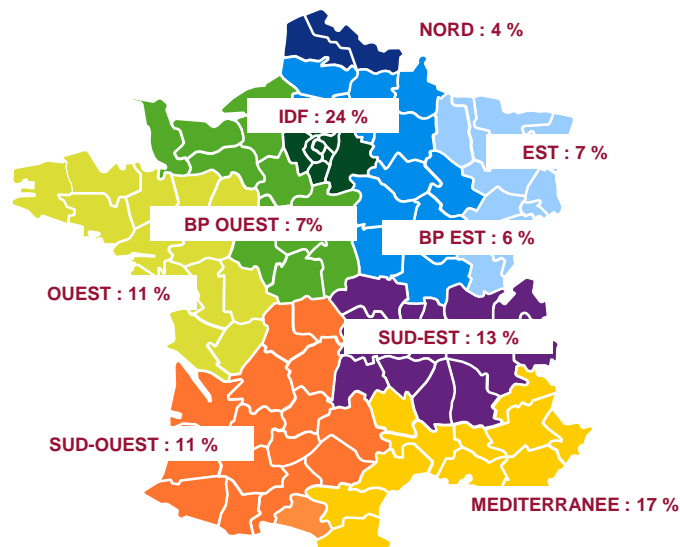 NORD : 4 %
IDF : 24 %
EST : 7 %
BP OUEST : 7%
BP EST : 6 %
OUEST : 11 %
SUD-EST : 13 %
SUD-OUEST : 11 %
MEDITERRANEE : 17 %